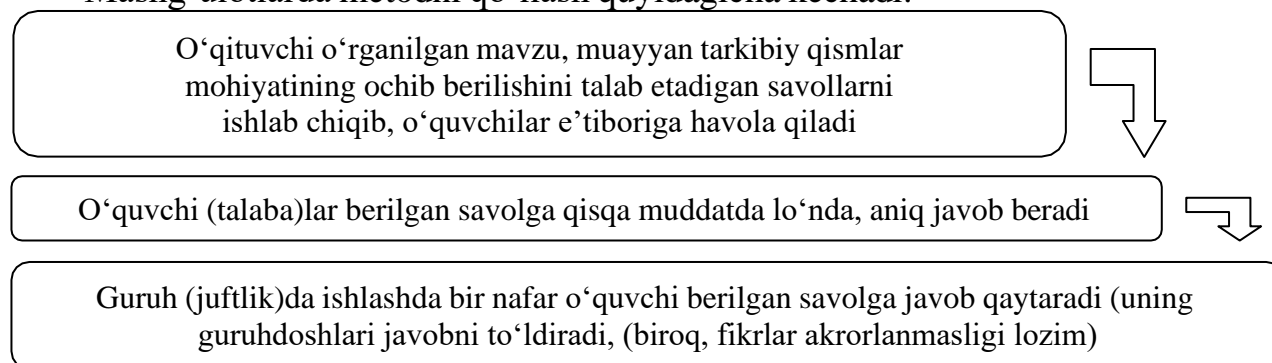 O‘qituvchi o‘rganilgan mavzu, muayyan tarkibiy qismlar
mohiyatining ochib berilishini talab etadigan savollarni
ishlab chiqib, o‘quvchilar e’tiboriga havola qiladi
O‘quvchi (talaba)lar berilgan savolga qisqa muddatda lo‘nda, aniq javob beradi
Guruh (juftlik)da ishlashda bir nafar o‘quvchi berilgan savolga javob qaytaradi (uning
guruhdoshlari javobni to‘ldiradi, (biroq, fikrlar akrorlanmasligi lozim)